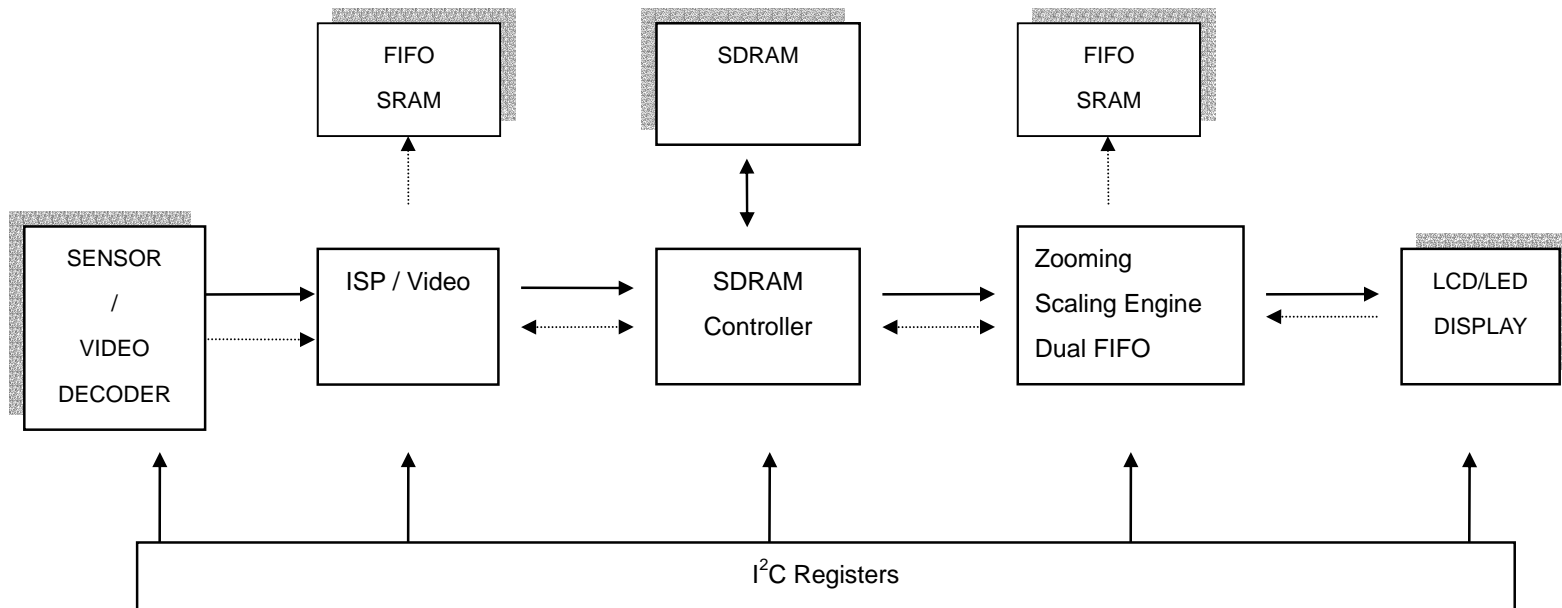 FIFO
SRAM
SDRAM
FIFO
SRAM
SENSOR
/
VIDEO
DECODER
ISP / Video
SDRAM
Controller
Zooming
Scaling Engine
Dual FIFO
LCD/LED
DISPLAY
I²C Registers